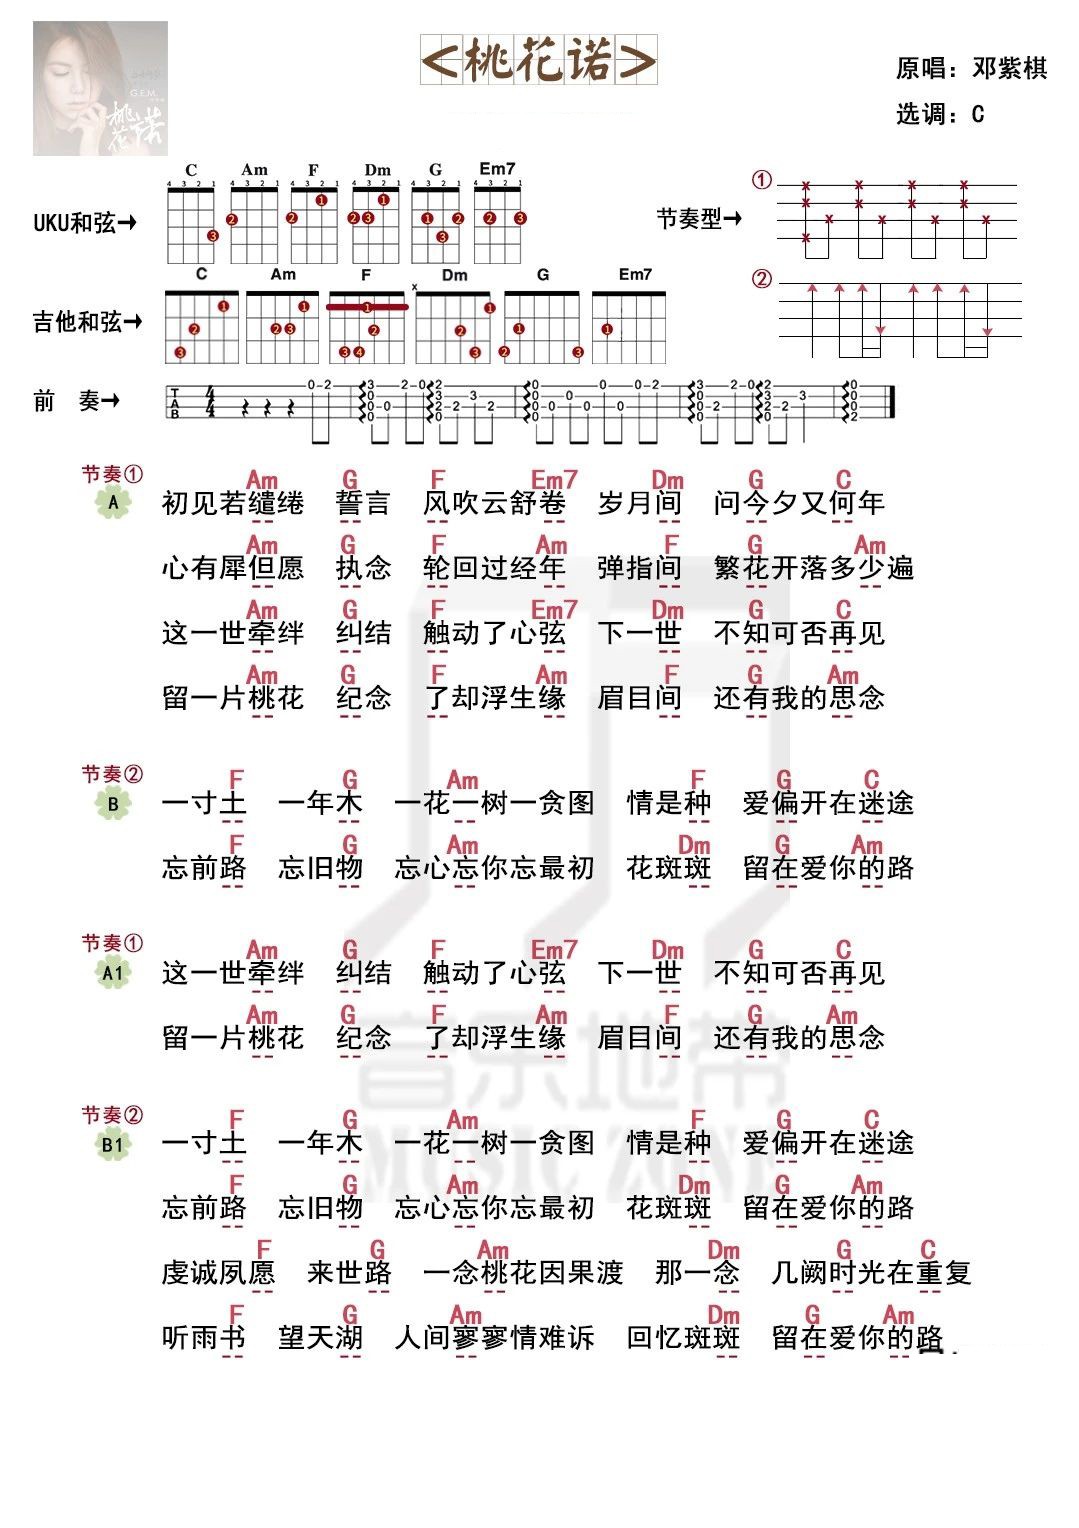 <桃花诺>
原唱：邓紫棋
选调：C
G.E.M.
桃花诺
C Am F Dm G Em7
UKU和弦→
节奏型→
①
②
C Am F Dm G Em7
吉他和弦→
前 奏→
节奏①
Am G F Em7 Dm G C
A 初见若缱绻 誓言 风吹云舒卷 岁月间 问今夕又何年
Am G F Am F G Am
心有犀但愿 执念 轮回过经年 弹指间 繁花开落多少遍
Am G F Em7 Dm G C
这一世牵绊 纠结 触动了心弦 下一世 不知可否再见
Am G F Am F G Am
留一片桃花 纪念 了却浮生缘 眉目间 还有我的思念
节奏②
F G Am F G C
B 一寸土 一年木 一花一树一贪图 情是种 爱偏开在迷途
F G Am Dm G Am
忘前路 忘旧物 忘心忘你忘最初 花斑斑 留在爱你的路
节奏①
Am G F Em7 Dm G C
A1 这一世牵绊 纠结 触动了心弦 下一世 不知可否再见
Am G F Am F G Am
留一片桃花 纪念 了却浮生缘 眉目间 还有我的思念
节奏②
F G Am F G C
B1 一寸土 一年木 一花一树一贪图 情是种 爱偏开在迷途
F G Am Dm G Am
忘前路 忘旧物 忘心忘你忘最初 花斑斑 留在爱你的路
F G Am Dm G C
虔诚夙愿 来世路 一念桃花因果渡 那一念 几阙时光在重复
F G Am Dm G Am
听雨书 望天湖 人间寥寥情难诉 回忆斑斑 留在爱你的路
音乐地带
MUSIC ZONE